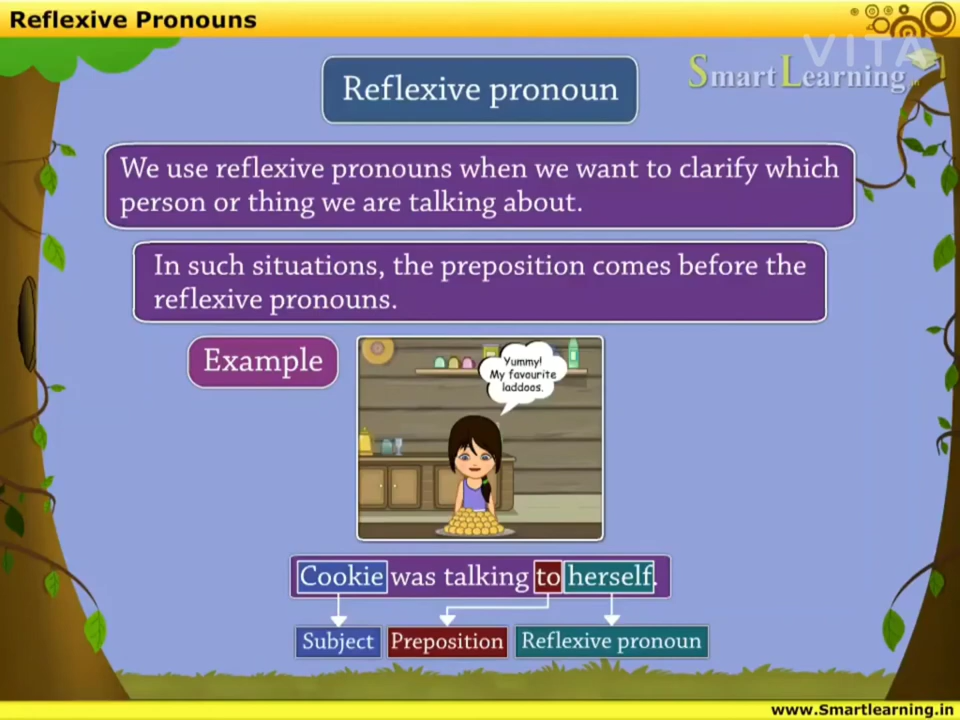 Reflexive Pronouns
VITA
Smart Learning.in
Reflexive pronoun
We use reflexive pronouns when we want to clarify which
person or thing we are talking about.
In such situations, the preposition comes before the
reflexive pronouns.
Example
Yummy!
My favourite
laddoos.
Cookie was talking to herself.
Subject Preposition Reflexive pronoun
www.Smartlearning.in